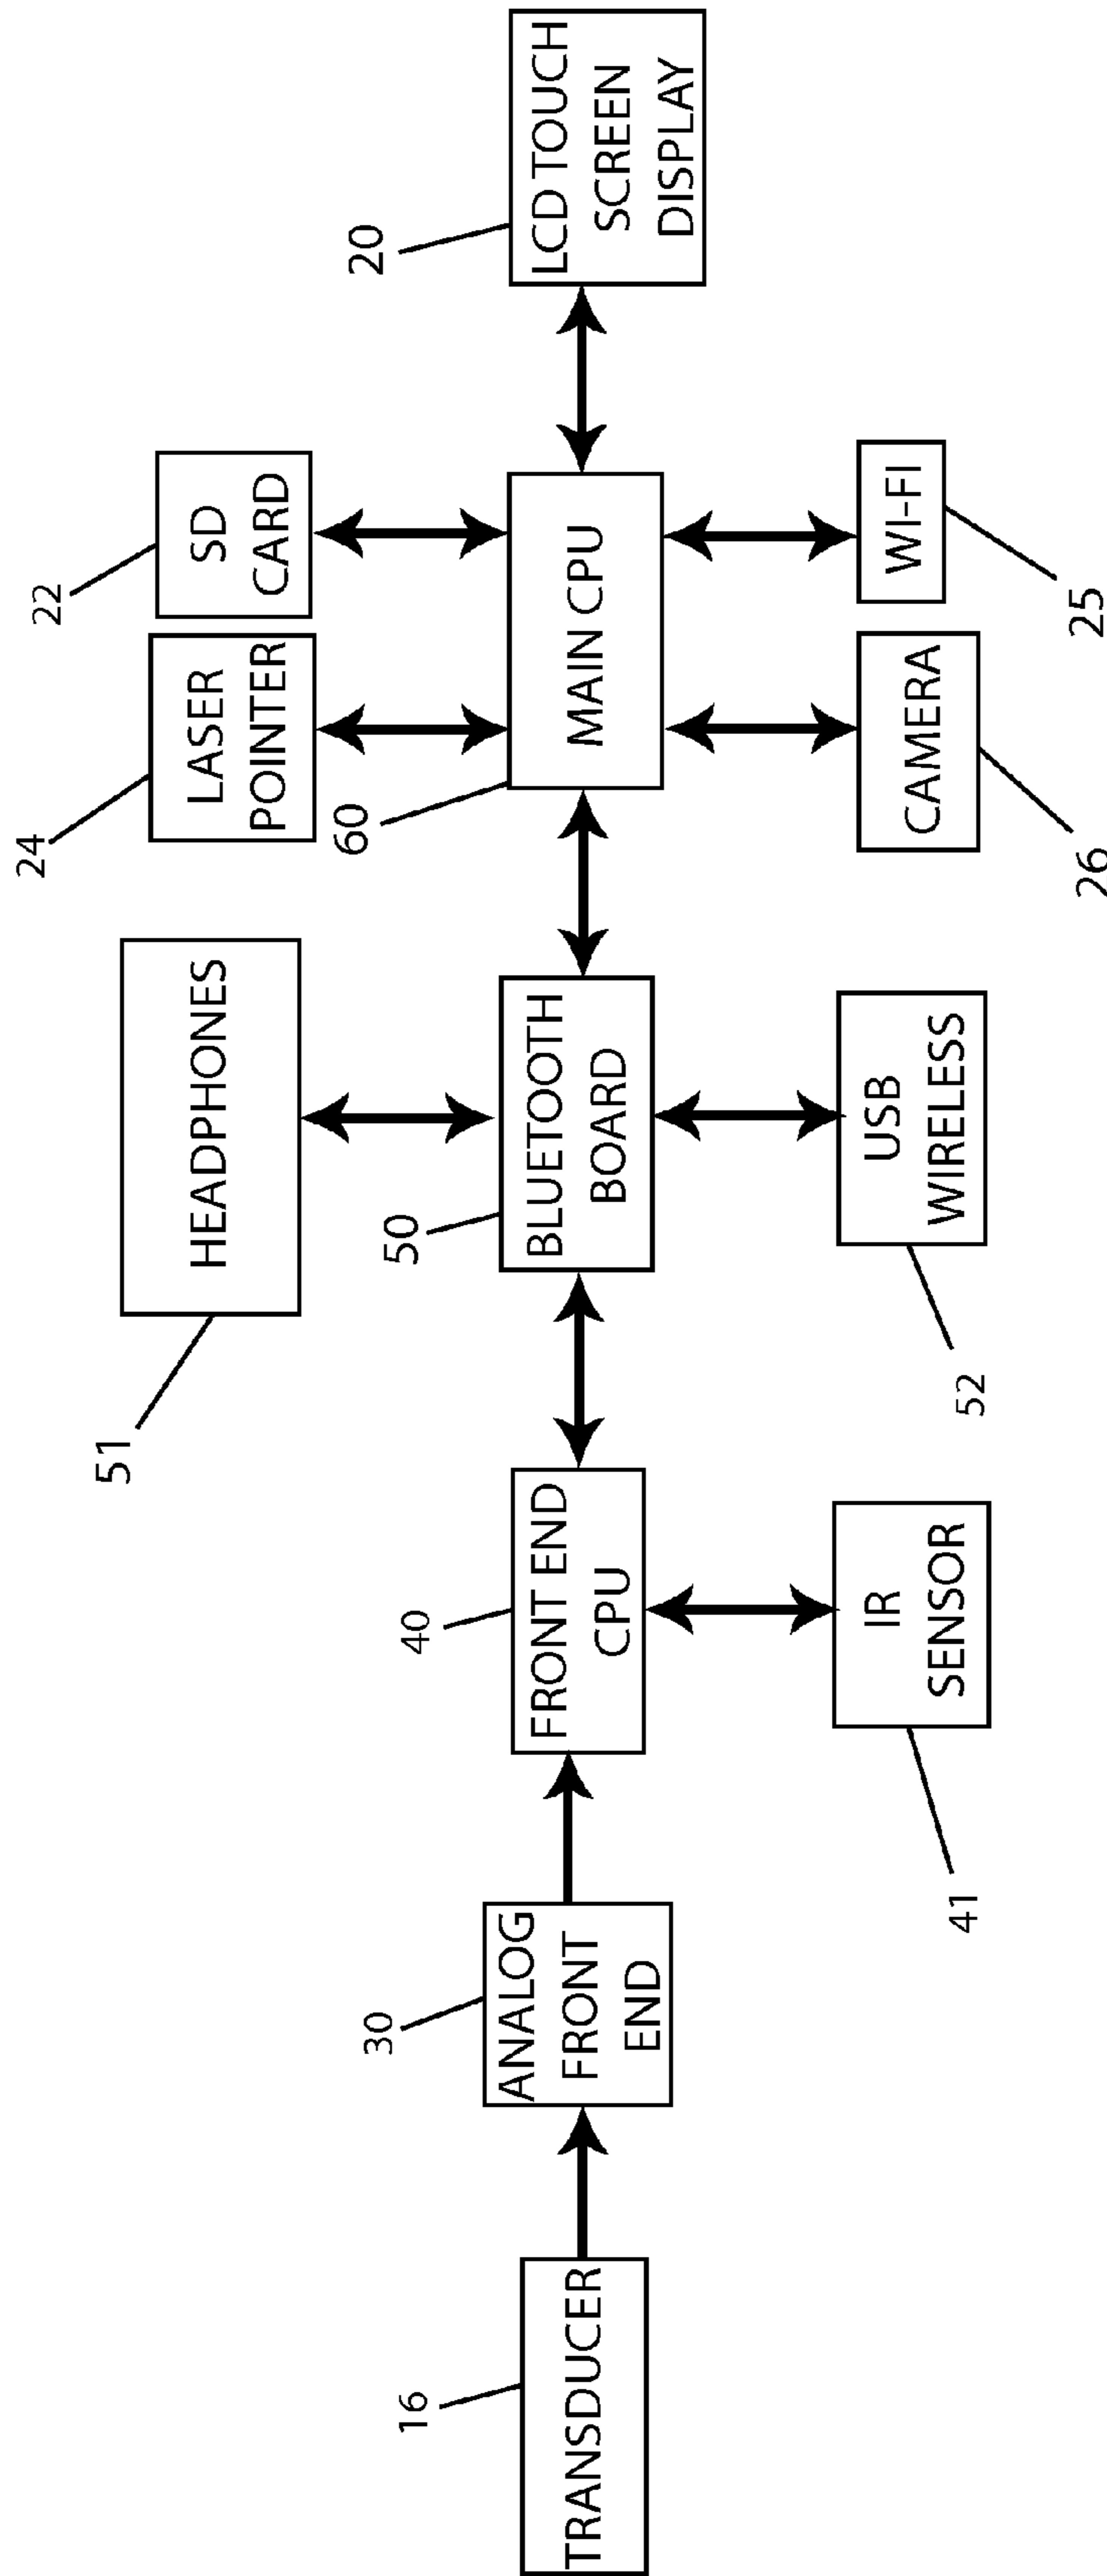 TRANSDUCER
16
ANALOG
FRONT
END
30
FRONT END
CPU
40
IR
SENSOR
41
BLUETOOTH
BOARD
50
HEADPHONES
51
USB
WIRELESS
52
MAIN CPU
60
LASER
POINTER
24
SD
CARD
22
CAMERA
26
WI-FI
25
LCD TOUCH
SCREEN
DISPLAY
20